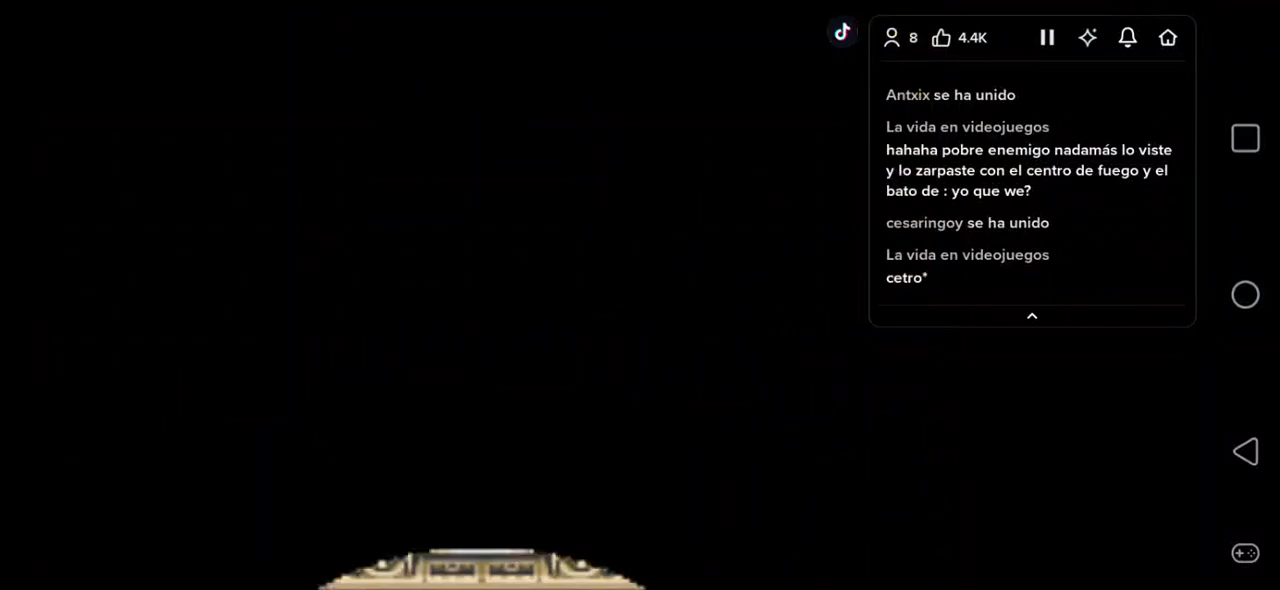 8 4.4K
Antxix se ha unido
La vida en videojuegos
hahaha pobre enemigo nadamás lo viste
y lo zarpaste con el centro de fuego y el
bato de : yo que we?
cesaringoy se ha unido
La vida en videojuegos
cetro*